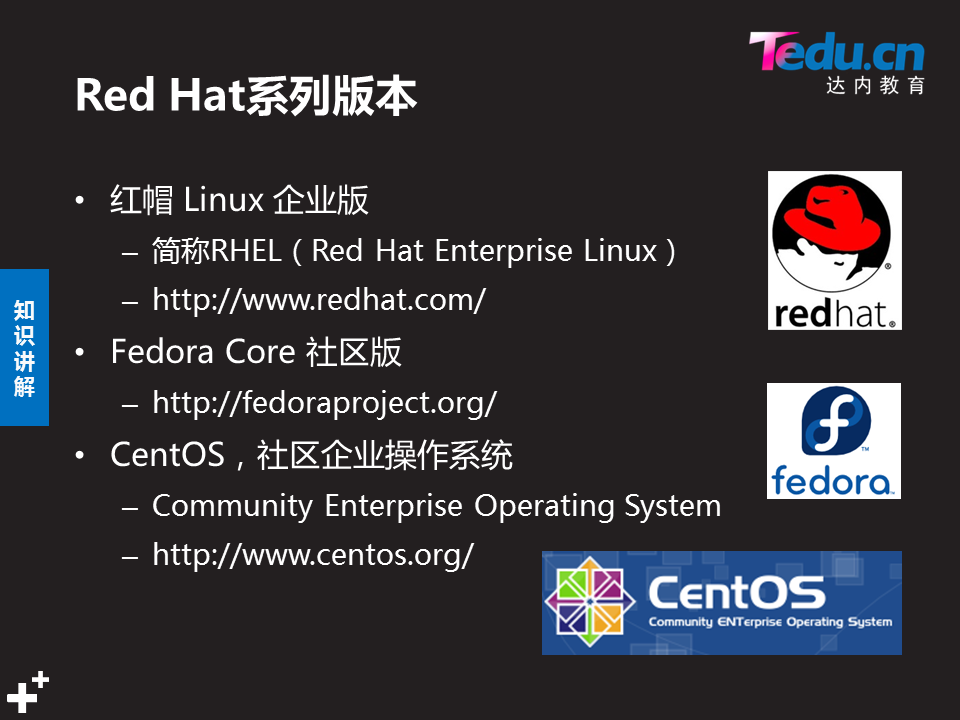 Tedu.cn
达内教育
Red Hat系列版本
• 红帽 Linux 企业版
– 简称RHEL（Red Hat Enterprise Linux）
– http://www.redhat.com/
• Fedora Core 社区版
– http://fedoraproject.org/
• CentOS，社区企业操作系统
– Community Enterprise Operating System
– http://www.centos.org/
知识讲解
redhat®
fedora™
CentOS
Community ENTerprise Operating System